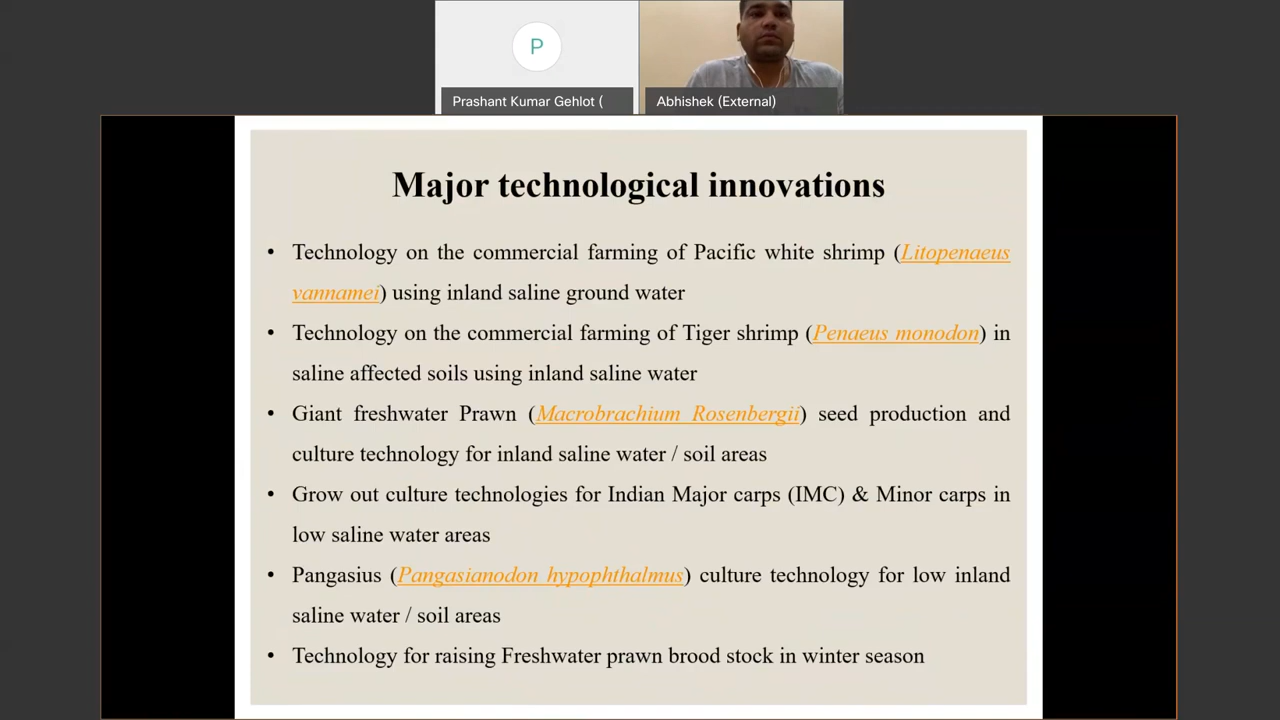 P
Prashant Kumar Gehlot (
Abhishek (External)
Major technological innovations
• Technology on the commercial farming of Pacific white shrimp (Litopenaeus
vannamei) using inland saline ground water
• Technology on the commercial farming of Tiger shrimp (Penaeus monodon) in
saline affected soils using inland saline water
• Giant freshwater Prawn (Macrobrachium Rosenbergii) seed production and
culture technology for inland saline water / soil areas
• Grow out culture technologies for Indian Major carps (IMC) & Minor carps in
low saline water areas
• Pangasius (Pangasianodon hypophthalmus) culture technology for low inland
saline water / soil areas
• Technology for raising Freshwater prawn brood stock in winter season